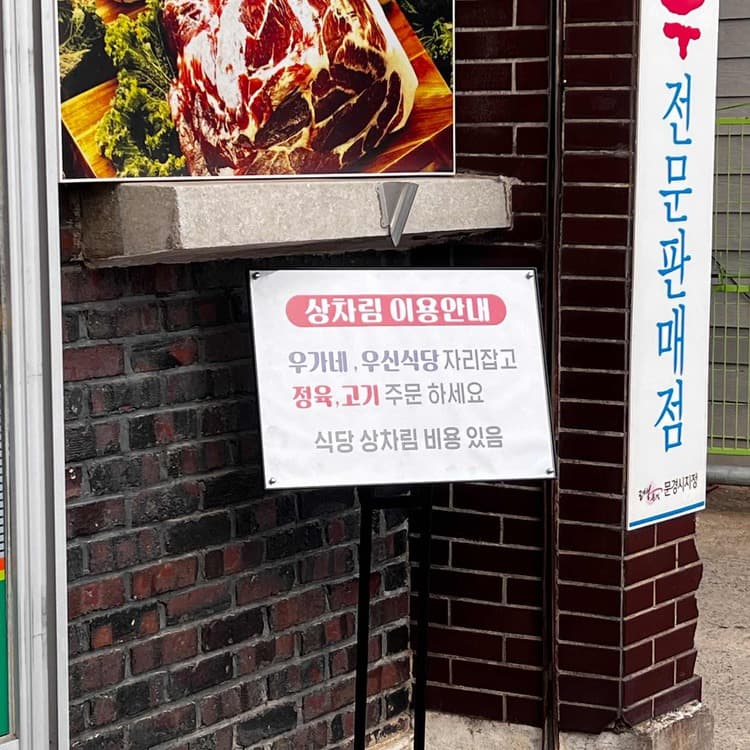 상차림 이용안내
우가네, 우신식당 자리잡고
정육,고기 주문 하세요
식당 상차림 비용 있음
전문판매점
문경시지정